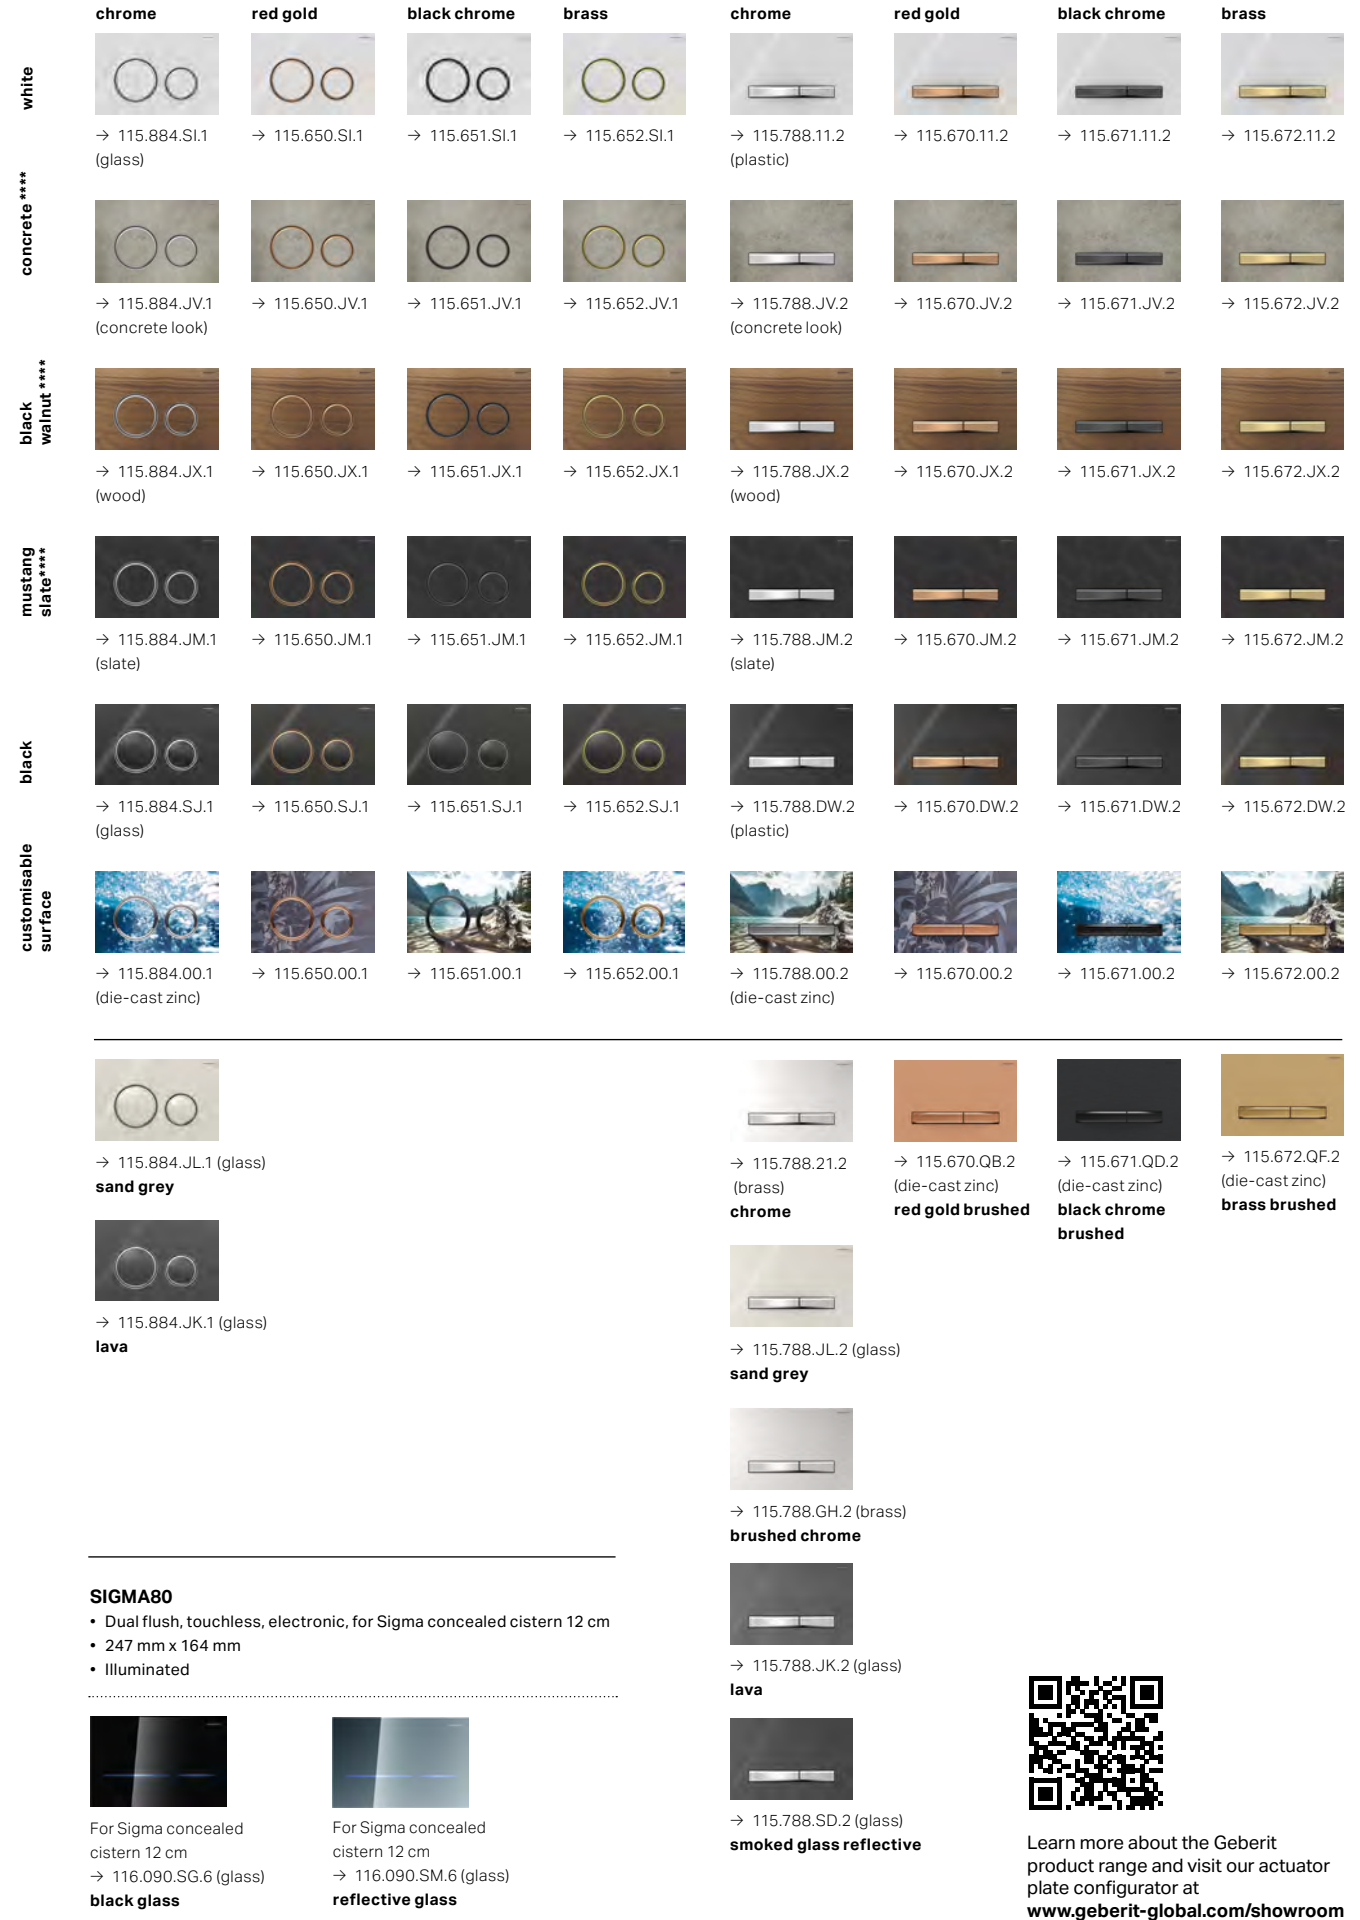 chrome red gold black chrome brass chrome red gold black chrome brass
white
→ 115.884.SI.1 → 115.650.SI.1 → 115.651.SI.1 → 115.652.SI.1 → 115.788.11.2 → 115.670.11.2 → 115.671.11.2 → 115.672.11.2
(glass) (plastic)
concrete ****
→ 115.884.JV.1 → 115.650.JV.1 → 115.651.JV.1 → 115.652.JV.1 → 115.788.JV.2 → 115.670.JV.2 → 115.671.JV.2 → 115.672.JV.2
(concrete look) (concrete look)
black
walnut ****
→ 115.884.JX.1 → 115.650.JX.1 → 115.651.JX.1 → 115.652.JX.1 → 115.788.JX.2 → 115.670.JX.2 → 115.671.JX.2 → 115.672.JX.2
(wood) (wood)
mustang
slate****
→ 115.884.JM.1 → 115.650.JM.1 → 115.651.JM.1 → 115.652.JM.1 → 115.788.JM.2 → 115.670.JM.2 → 115.671.JM.2 → 115.672.JM.2
(slate) (slate)
black
→ 115.884.SJ.1 → 115.650.SJ.1 → 115.651.SJ.1 → 115.652.SJ.1 → 115.788.DW.2 → 115.670.DW.2 → 115.671.DW.2 → 115.672.DW.2
(glass) (plastic)
customisable
surface
→ 115.884.00.1 → 115.650.00.1 → 115.651.00.1 → 115.652.00.1 → 115.788.00.2 → 115.670.00.2 → 115.671.00.2 → 115.672.00.2
(die-cast zinc) (die-cast zinc)
→ 115.884.JL.1 (glass)
sand grey
→ 115.884.JK.1 (glass)
lava
→ 115.788.21.2
(brass)
chrome
→ 115.670.QB.2
(die-cast zinc)
red gold brushed
→ 115.671.QD.2
(die-cast zinc)
black chrome
brushed
→ 115.672.QF.2
(die-cast zinc)
brass brushed
→ 115.788.JL.2 (glass)
sand grey
→ 115.788.GH.2 (brass)
brushed chrome
→ 115.788.JK.2 (glass)
lava
→ 115.788.SD.2 (glass)
smoked glass reflective
SIGMA80
• Dual flush, touchless, electronic, for Sigma concealed cistern 12 cm
• 247 mm x 164 mm
• Illuminated
For Sigma concealed
cistern 12 cm
→ 116.090.SG.6 (glass)
black glass
For Sigma concealed
cistern 12 cm
→ 116.090.SM.6 (glass)
reflective glass
Learn more about the Geberit
product range and visit our actuator
plate configurator at
www.geberit-global.com/showroom